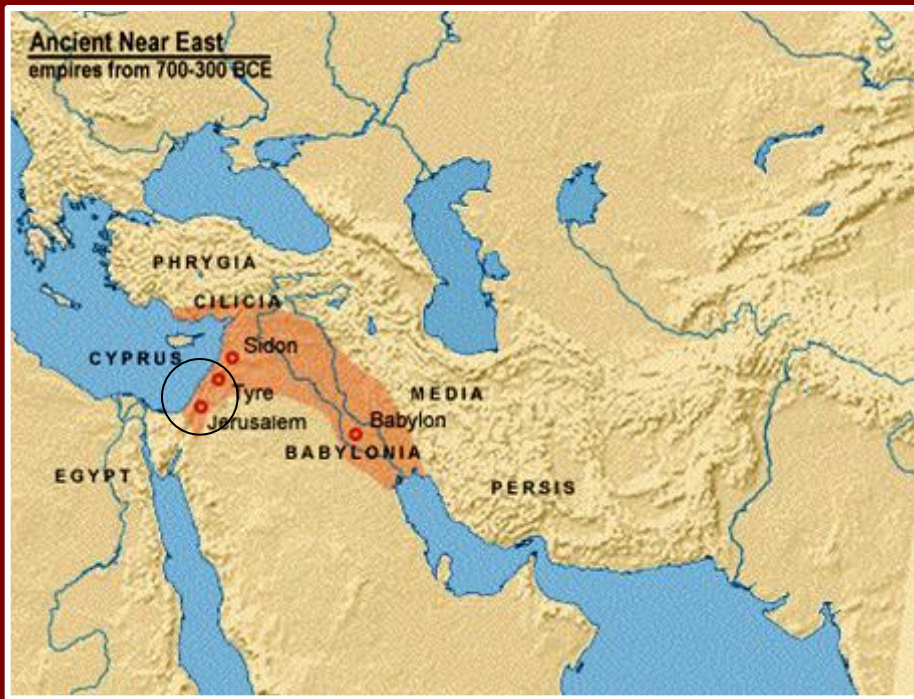 Ancient Near East
empires from 700-300 BCE
PHRYGIA
CILICIA
CYPRUS
Sidon
Tyre
MEDIA
Jerusalem
Babylon
BABYLONIA
EGYPT
PERSIS